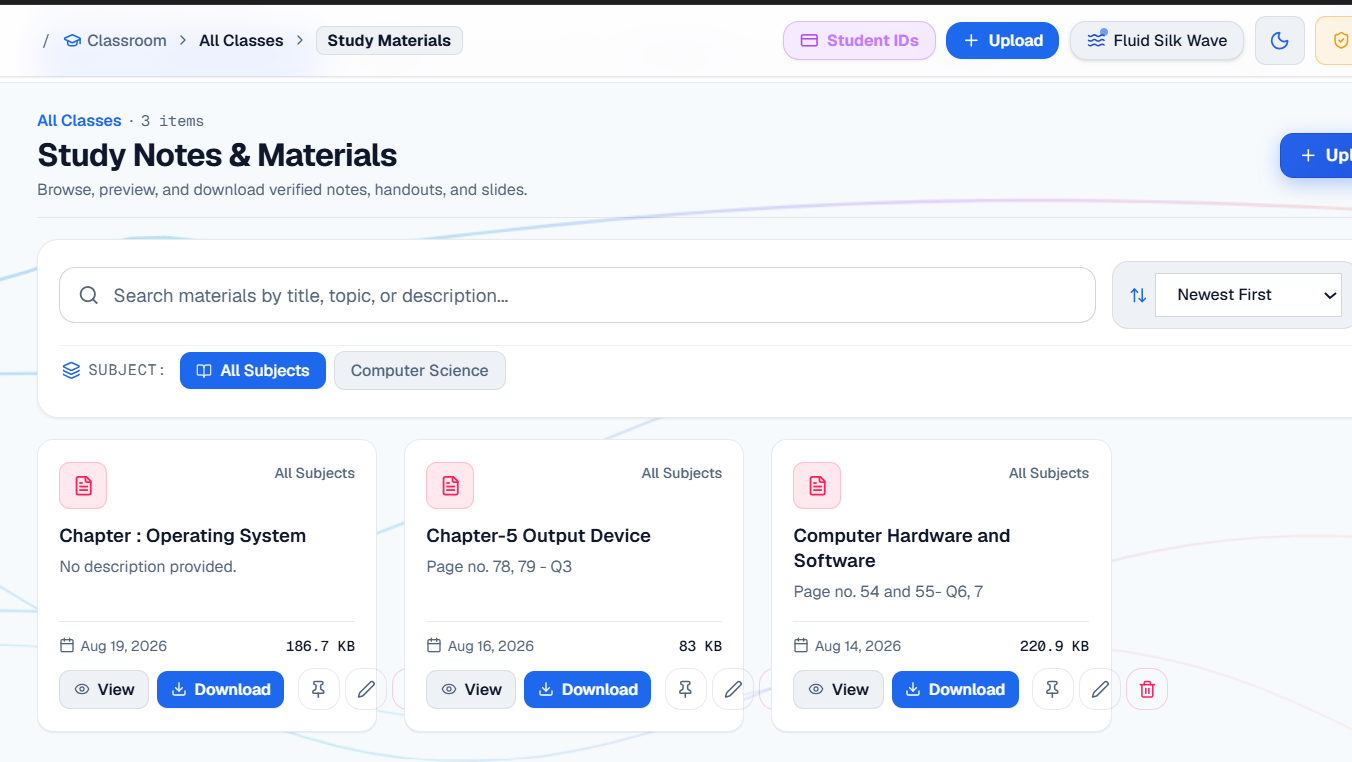 / Classroom > All Classes > Study Materials
Student IDs
+ Upload
Fluid Silk Wave
All Classes · 3 items
Study Notes & Materials
Browse, preview, and download verified notes, handouts, and slides.
+ Upl
Search materials by title, topic, or description...
Newest First
SUBJECT:
All Subjects
Computer Science
All Subjects
Chapter : Operating System
No description provided.
Aug 19, 2026
186.7 KB
View
Download
All Subjects
Chapter-5 Output Device
Page no. 78, 79 - Q3
Aug 16, 2026
83 KB
View
Download
All Subjects
Computer Hardware and
Software
Page no. 54 and 55- Q6, 7
Aug 14, 2026
220.9 KB
View
Download